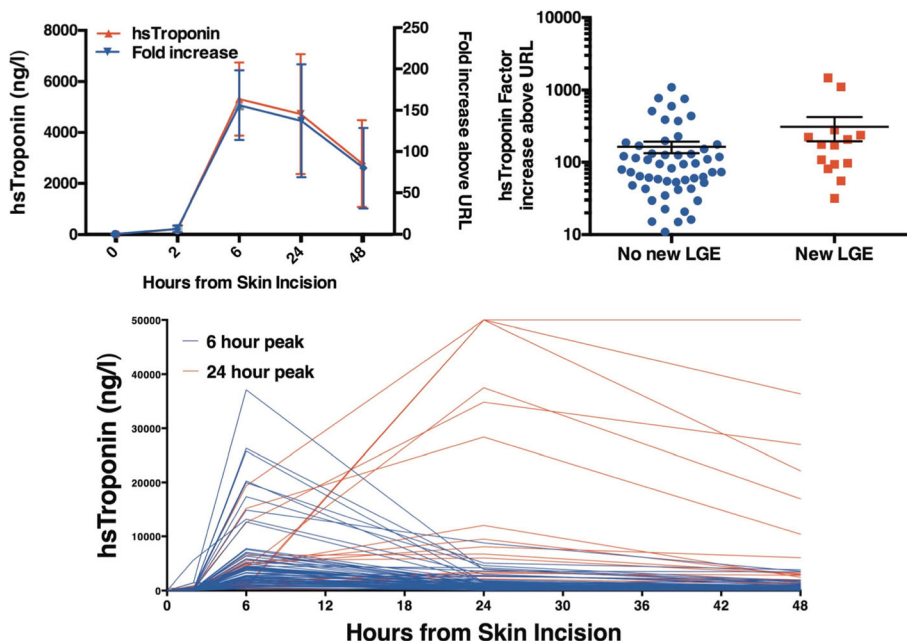 hsTroponin
Fold increase
hsTroponin (ng/l)
8000
6000
4000
2000
0
250
200
150
100
50
0
Fold increase
above URL
0
2
6
24
48
Hours from Skin Incision
hsTroponin Factor
increase above URL
10000
1000
100
10
No new LGE
New LGE
hsTroponin (ng/l)
50000
40000
30000
20000
10000
0
6 hour peak
24 hour peak
0
6
12
18
24
30
36
42
48
Hours from Skin Incision